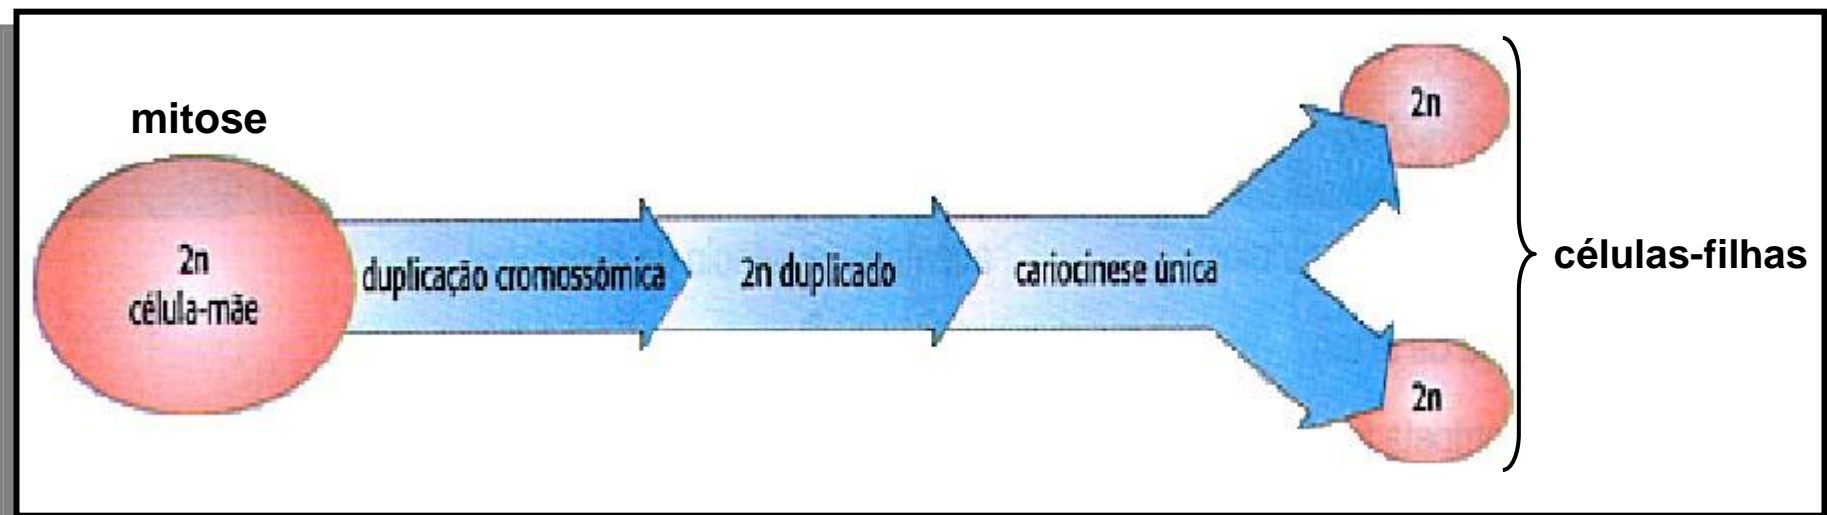 mitose
2n
célula-mãe
duplicação cromossômica
2n duplicado
cariocinese única
2n
2n
células-filhas